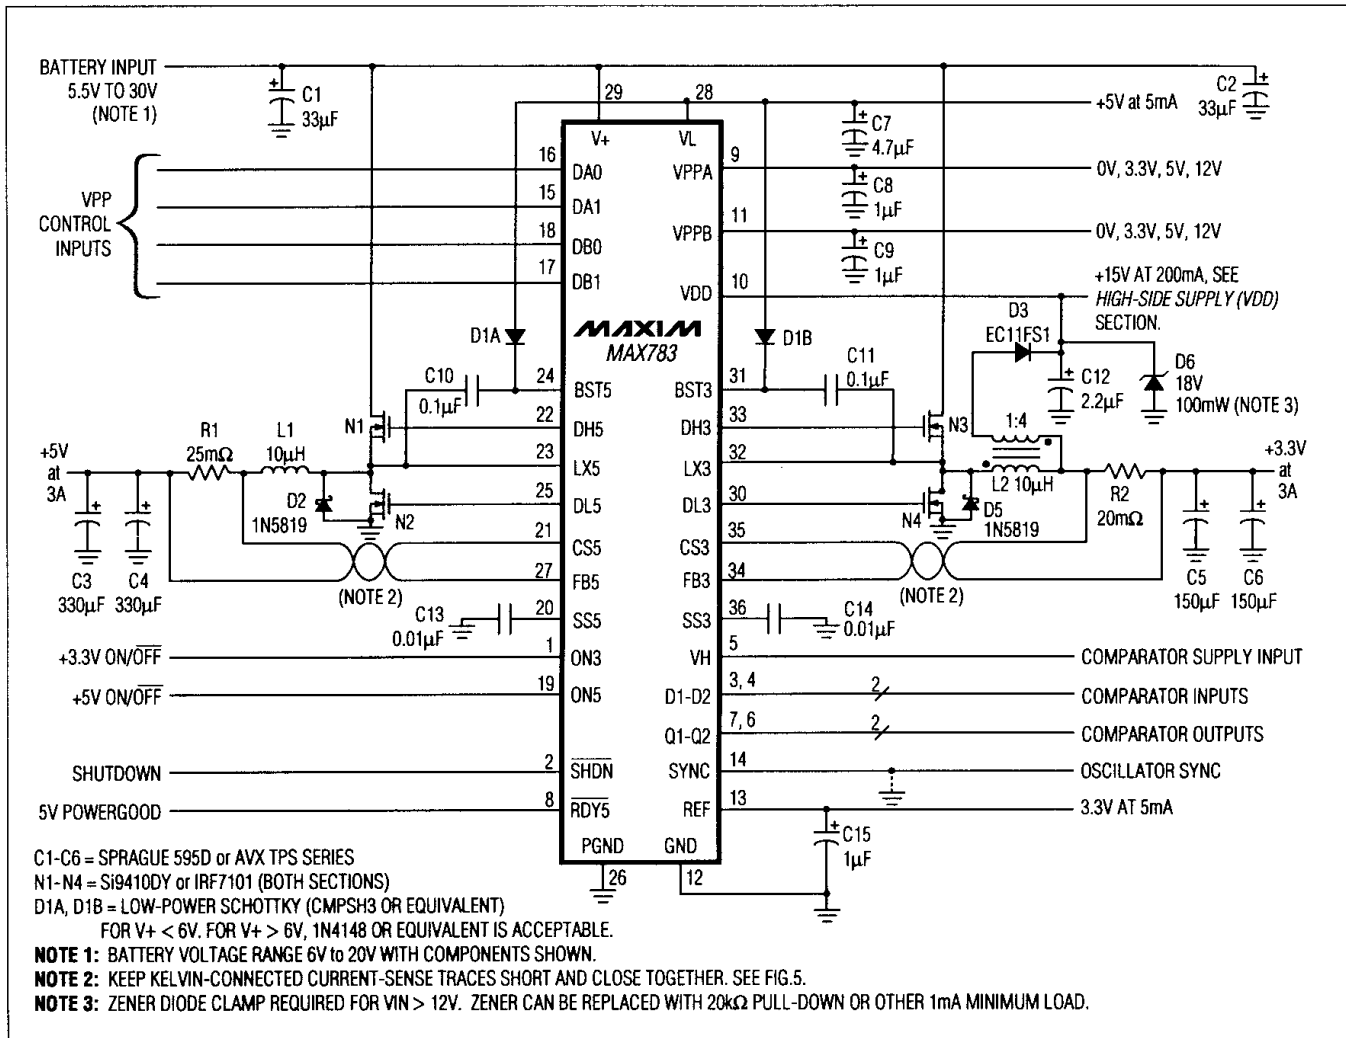 BATTERY INPUT
5.5V TO 30V
(NOTE 1)
C1
33µF
29
28
+5V at 5mA
C2
33µF
V+
VL
C7
4.7µF
16
DA0
VPPA
9
0V, 3.3V, 5V, 12V
C8
1µF
VPP
CONTROL
INPUTS
15
DA1
18
DB0
VPPB
11
0V, 3.3V, 5V, 12V
C9
1µF
17
DB1
VDD
10
+15V AT 200mA, SEE
HIGH-SIDE SUPPLY (VDD)
SECTION.
D3
EC11FS1
MAXIM
MAX783
D1A
D1B
D6
18V
100mW (NOTE 3)
C12
2.2µF
C10
0.1µF
24
BST5
BST3
31
C11
0.1µF
N1
22
DH5
DH3
33
N3
1:4
+5V
at
3A
R1
25mΩ
L1
10µH
23
LX5
LX3
32
L2 10µH
R2
20mΩ
+3.3V
at
3A
D2
1N5819
N2
25
DL5
DL3
30
N4
D5
1N5819
21
CS5
CS3
35
C3
330µF
C4
330µF
(NOTE 2)
27
FB5
FB3
34
(NOTE 2)
C5
150µF
C6
150µF
C13
0.01µF
20
SS5
SS3
36
C14
0.01µF
+3.3V ON/O̅F̅F̅
1
ON3
VH
5
COMPARATOR SUPPLY INPUT
+5V ON/O̅F̅F̅
19
ON5
D1-D2
3, 4
2
COMPARATOR INPUTS
Q1-Q2
7, 6
2
COMPARATOR OUTPUTS
SHUTDOWN
2
S̅H̅D̅N̅
SYNC
14
OSCILLATOR SYNC
5V POWERGOOD
8
R̅D̅Y̅5̅
REF
13
3.3V AT 5mA
C15
1µF
PGND
GND
26
12
C1-C6 = SPRAGUE 595D or AVX TPS SERIES
N1-N4 = Si9410DY or IRF7101 (BOTH SECTIONS)
D1A, D1B = LOW-POWER SCHOTTKY (CMPSH3 OR EQUIVALENT)
FOR V+ < 6V. FOR V+ > 6V, 1N4148 OR EQUIVALENT IS ACCEPTABLE.
NOTE 1: BATTERY VOLTAGE RANGE 6V to 20V WITH COMPONENTS SHOWN.
NOTE 2: KEEP KELVIN-CONNECTED CURRENT-SENSE TRACES SHORT AND CLOSE TOGETHER. SEE FIG.5.
NOTE 3: ZENER DIODE CLAMP REQUIRED FOR VIN > 12V. ZENER CAN BE REPLACED WITH 20kΩ PULL-DOWN OR OTHER 1mA MINIMUM LOAD.